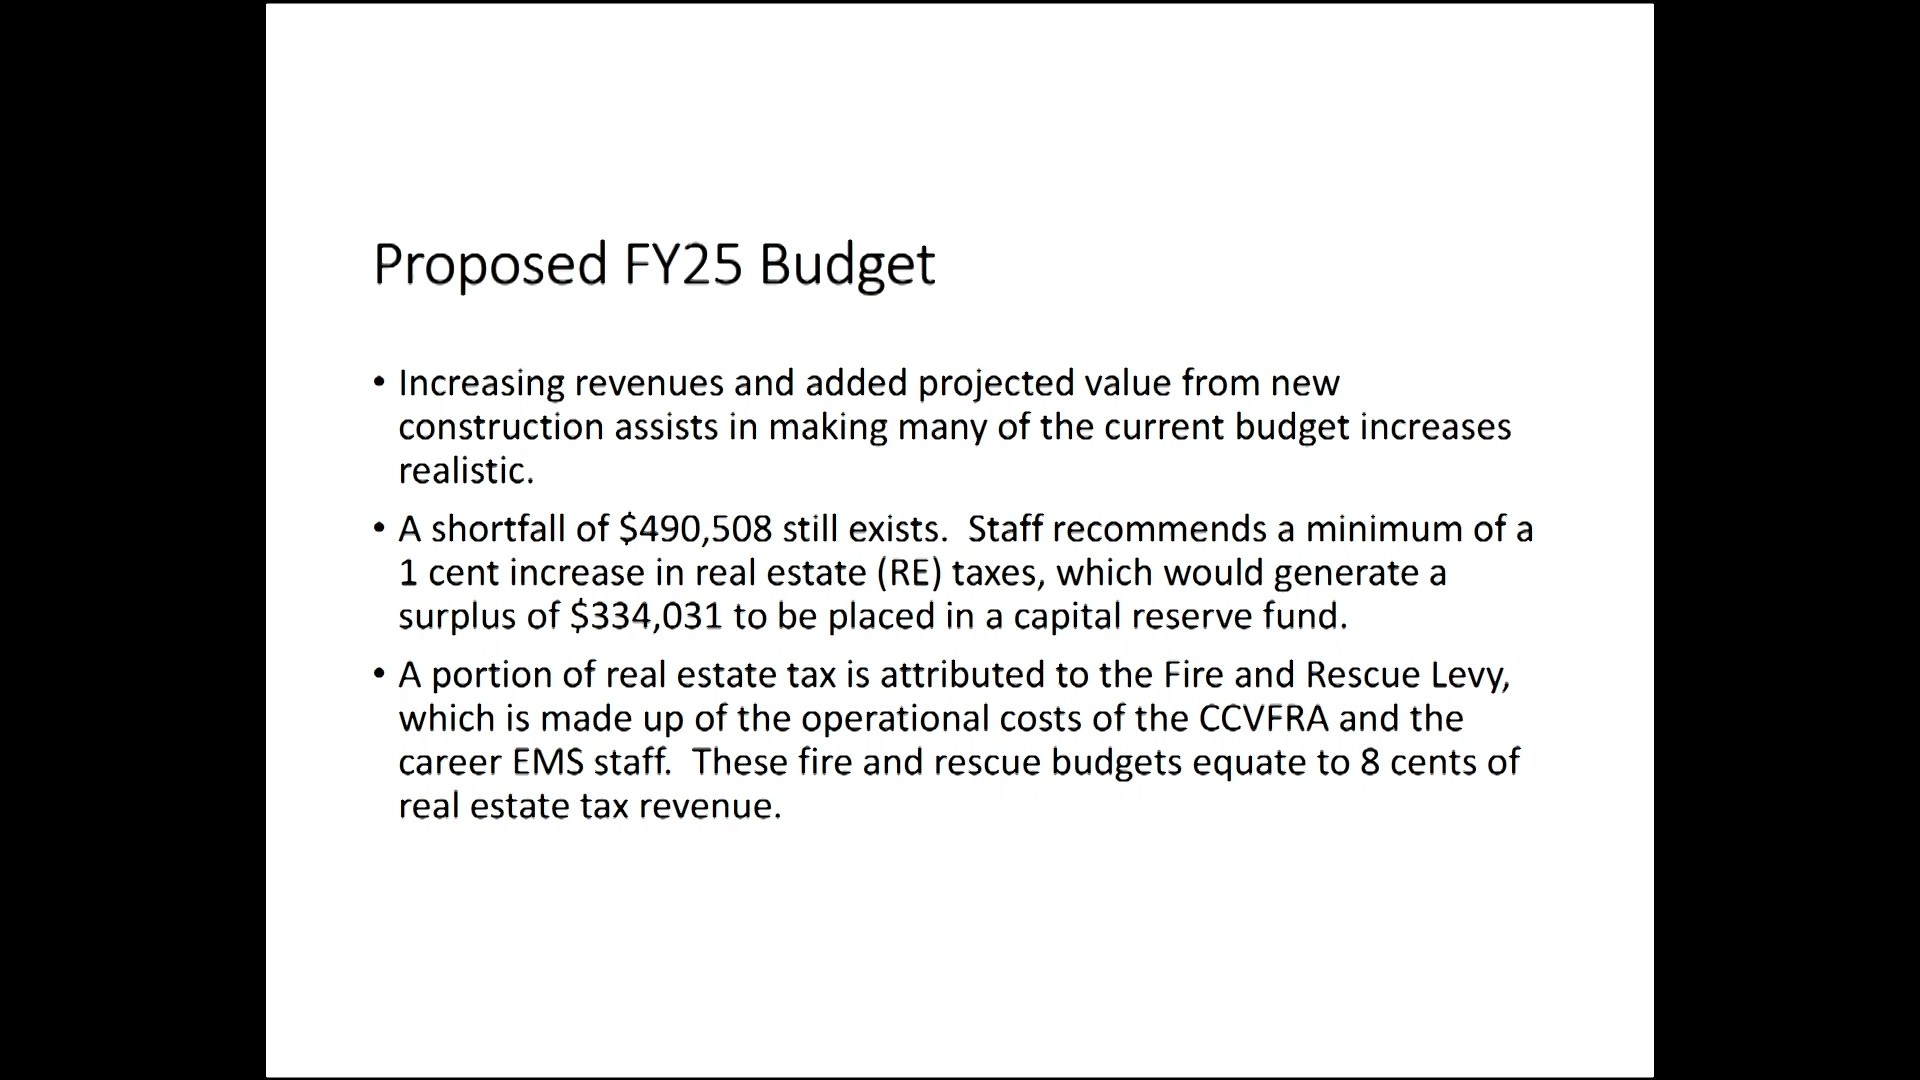 Proposed FY25 Budget
• Increasing revenues and added projected value from new
construction assists in making many of the current budget increases
realistic.
• A shortfall of $490,508 still exists.  Staff recommends a minimum of a
1 cent increase in real estate (RE) taxes, which would generate a
surplus of $334,031 to be placed in a capital reserve fund.
• A portion of real estate tax is attributed to the Fire and Rescue Levy,
which is made up of the operational costs of the CCVFRA and the
career EMS staff.  These fire and rescue budgets equate to 8 cents of
real estate tax revenue.